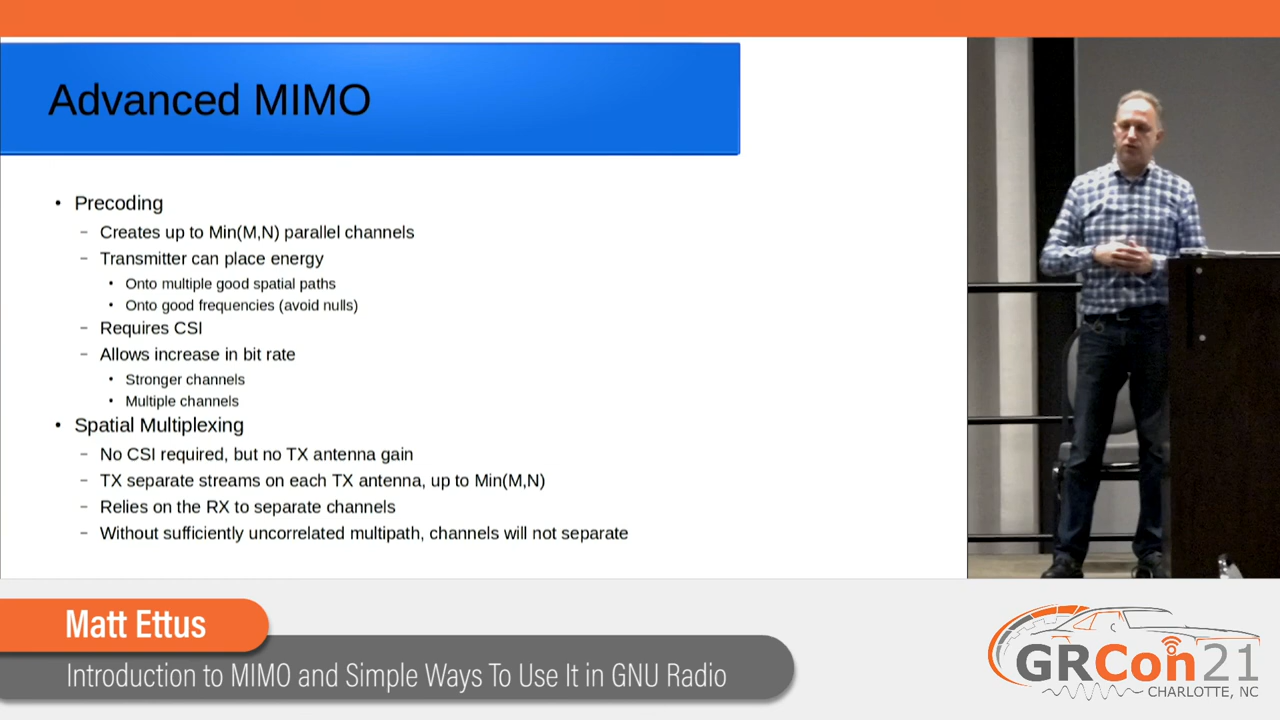 Advanced MIMO
• Precoding
– Creates up to Min(M,N) parallel channels
– Transmitter can place energy
• Onto multiple good spatial paths
• Onto good frequencies (avoid nulls)
– Requires CSI
– Allows increase in bit rate
• Stronger channels
• Multiple channels
• Spatial Multiplexing
– No CSI required, but no TX antenna gain
– TX separate streams on each TX antenna, up to Min(M,N)
– Relies on the RX to separate channels
– Without sufficiently uncorrelated multipath, channels will not separate
Matt Ettus
Introduction to MIMO and Simple Ways To Use It in GNU Radio
GRCon21
CHARLOTTE, NC